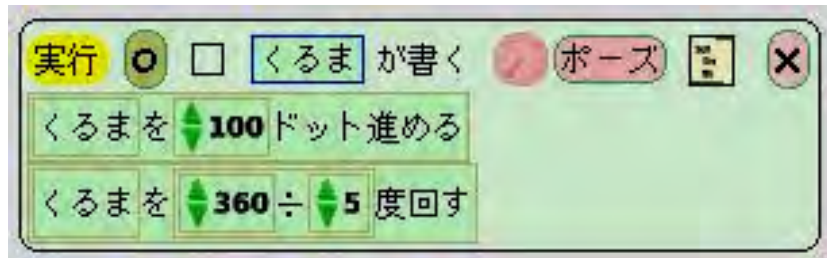 実行 くるま が書く ポーズ
くるまを 100 ドット進める
くるまを 360 ÷ 5 度回す